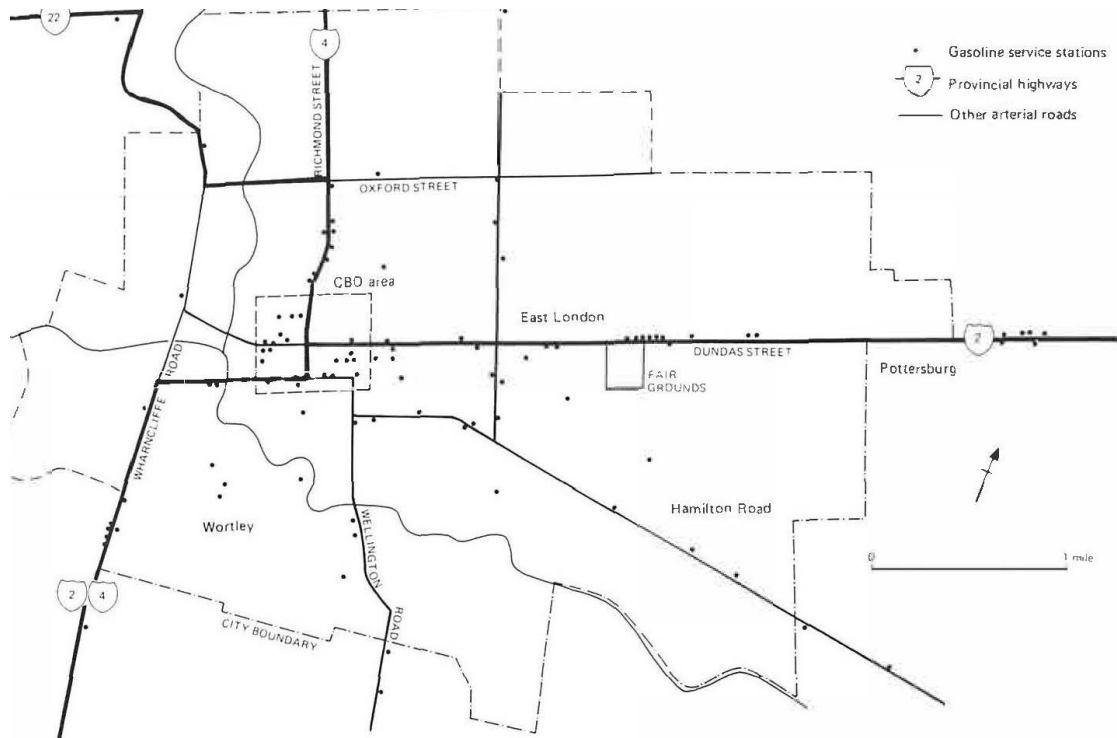 22
4
Gasoline service stations
2
Provincial highways
Other arterial roads
RICHMOND STREET
OXFORD STREET
CBO area
East London
2
DUNDAS STREET
Pottersburg
FAIR
GROUNDS
WHARNCLIFFE ROAD
Hamilton Road
Wortley
WELLINGTON ROAD
0 1 mile
2 4
CITY BOUNDARY